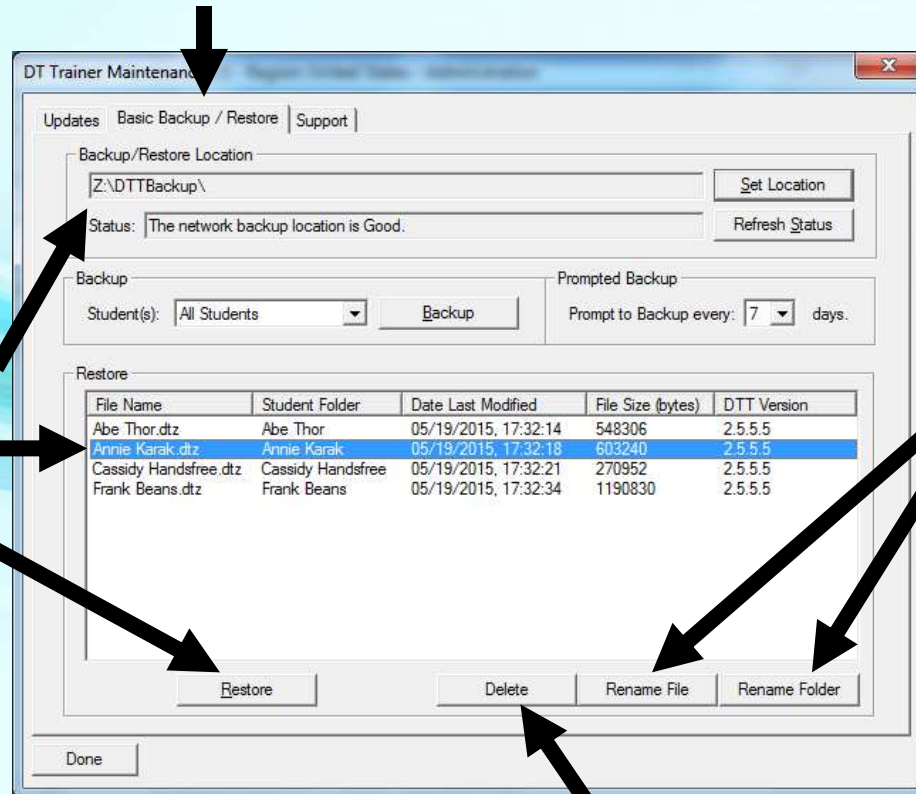 DT Trainer Maintenance - Region United States - Administration
Updates Basic Backup / Restore Support
Backup/Restore Location
Z:\DTTBackup\ Set Location
Status: The network backup location is Good. Refresh Status
Backup Prompted Backup
Student(s): All Students Backup Prompt to Backup every: 7 days.
Restore
File Name Student Folder Date Last Modified File Size (bytes) DTT Version
Abe Thor.dtz Abe Thor 05/19/2015, 17:32:14 548306 2.5.5.5
Annie Karak.dtz Annie Karak 05/19/2015, 17:32:18 603240 2.5.5.5
Cassidy Handsfree.dtz Cassidy Handsfree 05/19/2015, 17:32:21 270952 2.5.5.5
Frank Beans.dtz Frank Beans 05/19/2015, 17:32:34 1190830 2.5.5.5
Restore Delete Rename File Rename Folder
Done